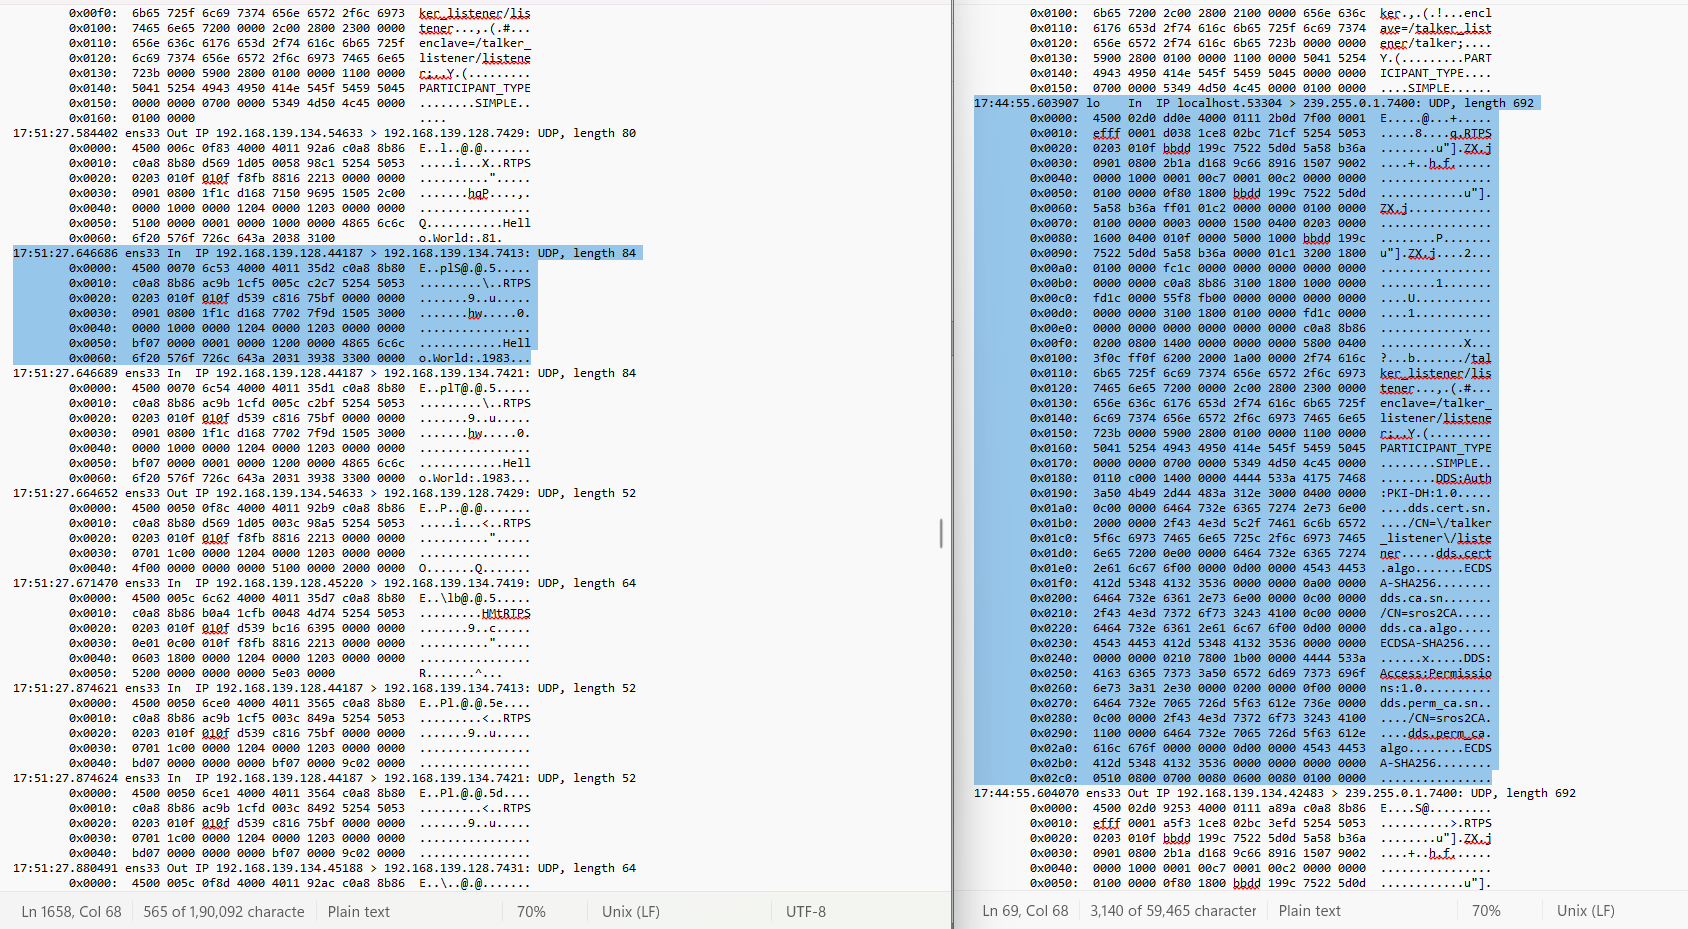 0x00f0: 6b65 725f 6c69 7374 656e 6572 2f6c 6973 ker_listener/lis
0x0100: 7465 6e65 7200 0000 2c00 2800 2300 0000 tener...,.(.#...
0x0110: 656e 636c 6176 653d 2f74 616c 6b65 725f enclave=/talker_
0x0120: 6c69 7374 656e 6572 2f6c 6973 7465 6e65 listener/listene
0x0130: 723b 0000 5900 2800 0100 0000 1100 0000 r;..Y.(.........
0x0140: 5041 5254 4943 4950 414e 545f 5459 5045 PARTICIPANT_TYPE
0x0150: 0000 0000 0700 0000 5349 4d50 4c45 0000 ........SIMPLE..
0x0160: 0100 0000 ....
17:51:27.584402 ens33 Out IP 192.168.139.134.54633 > 192.168.139.128.7429: UDP, length 80
0x0000: 4500 006c 0f83 4000 4011 92a6 c0a8 8b86 E..l..@.@.......
0x0010: c0a8 8b80 d569 1d05 0058 98c1 5254 5053 .....i...X..RTPS
0x0020: 0203 010f 010f f8fb 8816 2213 0000 0000 ..........".....
0x0030: 0901 0800 1f1c d168 7150 9695 1505 2c00 .......hqP....,.
0x0040: 0000 1000 0000 1204 0000 1203 0000 0000 ................
0x0050: 5100 0000 0001 0000 1000 0000 4865 6c6c Q...........Hell
0x0060: 6f20 576f 726c 643a 2038 3100 o.World:.81.
17:51:27.646686 ens33 In IP 192.168.139.128.44187 > 192.168.139.134.7413: UDP, length 84
0x0000: 4500 0070 6c53 4000 4011 35d2 c0a8 8b80 E..plS@.@.5.....
0x0010: c0a8 8b86 ac9b 1cf5 005c c2c7 5254 5053 .........\..RTPS
0x0020: 0203 010f 010f d539 c816 75bf 0000 0000 .......9..u.....
0x0030: 0901 0800 1f1c d168 7702 7f9d 1505 3000 .......hw.....0.
0x0040: 0000 1000 0000 1204 0000 1203 0000 0000 ................
0x0050: bf07 0000 0001 0000 1200 0000 4865 6c6c ............Hell
0x0060: 6f20 576f 726c 643a 2031 3938 3300 0000 o.World:.1983...
17:51:27.646689 ens33 In IP 192.168.139.128.44187 > 192.168.139.134.7421: UDP, length 84
0x0000: 4500 0070 6c54 4000 4011 35d1 c0a8 8b80 E..plT@.@.5.....
0x0010: c0a8 8b86 ac9b 1cfd 005c c2bf 5254 5053 .........\..RTPS
0x0020: 0203 010f 010f d539 c816 75bf 0000 0000 .......9..u.....
0x0030: 0901 0800 1f1c d168 7702 7f9d 1505 3000 .......hw.....0.
0x0040: 0000 1000 0000 1204 0000 1203 0000 0000 ................
0x0050: bf07 0000 0001 0000 1200 0000 4865 6c6c ............Hell
0x0060: 6f20 576f 726c 643a 2031 3938 3300 0000 o.World:.1983...
17:51:27.664652 ens33 Out IP 192.168.139.134.54633 > 192.168.139.128.7429: UDP, length 52
0x0000: 4500 0050 0f8c 4000 4011 92b9 c0a8 8b86 E..P..@.@.......
0x0010: c0a8 8b80 d569 1d05 003c 98a5 5254 5053 .....i...<..RTPS
0x0020: 0203 010f 010f f8fb 8816 2213 0000 0000 ..........".....
0x0030: 0701 1c00 0000 1204 0000 1203 0000 0000 ................
0x0040: 4f00 0000 0000 0000 5100 0000 2000 0000 O.......Q.......
17:51:27.671470 ens33 In IP 192.168.139.128.45220 > 192.168.139.134.7419: UDP, length 64
0x0000: 4500 005c 6c62 4000 4011 35d7 c0a8 8b80 E..\lb@.@.5.....
0x0010: c0a8 8b86 b0a4 1cfb 0048 4d74 5254 5053 .........HMtRTPS
0x0020: 0203 010f 010f d539 bc16 6395 0000 0000 .......9..c.....
0x0030: 0e01 0c00 010f f8fb 8816 2213 0000 0000 ..........".....
0x0040: 0603 1800 0000 1204 0000 1203 0000 0000 ................
0x0050: 5200 0000 0000 0000 5e03 0000 R.......^...
17:51:27.874621 ens33 In IP 192.168.139.128.44187 > 192.168.139.134.7413: UDP, length 52
0x0000: 4500 0050 6ce0 4000 4011 3565 c0a8 8b80 E..Pl.@.@.5e....
0x0010: c0a8 8b86 ac9b 1cf5 003c 849a 5254 5053 .........<..RTPS
0x0020: 0203 010f 010f d539 c816 75bf 0000 0000 .......9..u.....
0x0030: 0701 1c00 0000 1204 0000 1203 0000 0000 ................
0x0040: bd07 0000 0000 0000 bf07 0000 9c02 0000 ................
17:51:27.874624 ens33 In IP 192.168.139.128.44187 > 192.168.139.134.7421: UDP, length 52
0x0000: 4500 0050 6ce1 4000 4011 3564 c0a8 8b80 E..Pl.@.@.5d....
0x0010: c0a8 8b86 ac9b 1cfd 003c 8492 5254 5053 .........<..RTPS
0x0020: 0203 010f 010f d539 c816 75bf 0000 0000 .......9..u.....
0x0030: 0701 1c00 0000 1204 0000 1203 0000 0000 ................
0x0040: bd07 0000 0000 0000 bf07 0000 9c02 0000 ................
17:51:27.880491 ens33 Out IP 192.168.139.134.45188 > 192.168.139.128.7431: UDP, length 64
0x0000: 4500 005c 0f8d 4000 4011 92ac c0a8 8b86 E..\..@.@.......
Ln 1658, Col 68 565 of 1,90,092 characte Plain text 70% Unix (LF) UTF-8
0x0100: 6b65 7200 2c00 2800 2100 0000 656e 636c ker.,.(.!...encl
0x0110: 6176 653d 2f74 616c 6b65 725f 6c69 7374 ave=/talker_list
0x0120: 656e 6572 2f74 616c 6b65 723b 0000 0000 ener/talker;....
0x0130: 5900 2800 0100 0000 1100 0000 5041 5254 Y.(.........PART
0x0140: 4943 4950 414e 545f 5459 5045 0000 0000 ICIPANT_TYPE....
0x0150: 0700 0000 5349 4d50 4c45 0000 0100 0000 ....SIMPLE......
17:44:55.603907 lo In IP localhost.53304 > 239.255.0.1.7400: UDP, length 692
0x0000: 4500 02d0 dd0e 4000 0111 2b0d 7f00 0001 E.....@...+.....
0x0010: efff 0001 d038 1ce8 02bc 71cf 5254 5053 .....8....q.RTPS
0x0020: 0203 010f bbdd 199c 7522 5d0d 5a58 b36a ........u"].ZX.j
0x0030: 0901 0800 2b1a d168 9c66 8916 1507 9002 ....+..h.f......
0x0040: 0000 1000 0001 00c7 0001 00c2 0000 0000 ................
0x0050: 0100 0000 0f80 1800 bbdd 199c 7522 5d0d ............u"].
0x0060: 5a58 b36a ff01 01c2 0000 0000 0100 0000 ZX.j............
0x0070: 0100 0000 0003 0000 1500 0400 0203 0000 ................
0x0080: 1600 0400 010f 0000 5000 1000 bbdd 199c ........P.......
0x0090: 7522 5d0d 5a58 b36a 0000 01c1 3200 1800 u"].ZX.j....2...
0x00a0: 0100 0000 fc1c 0000 0000 0000 0000 0000 ................
0x00b0: 0000 0000 c0a8 8b86 3100 1800 1000 0000 ........1.......
0x00c0: fd1c 0000 55f8 fb00 0000 0000 0000 0000 ....U...........
0x00d0: 0000 0000 3100 1800 0100 0000 fd1c 0000 ....1...........
0x00e0: 0000 0000 0000 0000 0000 0000 c0a8 8b86 ................
0x00f0: 0200 0800 1400 0000 0000 0000 5800 0400 ............X...
0x0100: 3f0c ff0f 6200 2000 1a00 0000 2f74 616c ?...b......./tal
0x0110: 6b65 725f 6c69 7374 656e 6572 2f6c 6973 ker_listener/lis
0x0120: 7465 6e65 7200 0000 2c00 2800 2300 0000 tener...,.(.#...
0x0130: 656e 636c 6176 653d 2f74 616c 6b65 725f enclave=/talker_
0x0140: 6c69 7374 656e 6572 2f6c 6973 7465 6e65 listener/listene
0x0150: 723b 0000 5900 2800 0100 0000 1100 0000 r;..Y.(.........
0x0160: 5041 5254 4943 4950 414e 545f 5459 5045 PARTICIPANT_TYPE
0x0170: 0000 0000 0700 0000 5349 4d50 4c45 0000 ........SIMPLE..
0x0180: 0110 c000 1400 0000 4444 533a 4175 7468 ........DDS:Auth
0x0190: 3a50 4b49 2d44 483a 312e 3000 0400 0000 :PKI-DH:1.0.....
0x01a0: 0c00 0000 6464 732e 6365 7274 2e73 6e00 ....dds.cert.sn.
0x01b0: 2000 0000 2f43 4e3d 5c2f 7461 6c6b 6572 ..../CN=\/talker
0x01c0: 5f6c 6973 7465 6e65 725c 2f6c 6973 7465 _listener\/liste
0x01d0: 6e65 7200 0e00 0000 6464 732e 6365 7274 ner.....dds.cert
0x01e0: 2e61 6c67 6f00 0000 0d00 0000 4543 4453 .algo.......ECDS
0x01f0: 412d 5348 4132 3536 0000 0000 0a00 0000 A-SHA256........
0x0200: 6464 732e 6361 2e73 6e00 0000 0c00 0000 dds.ca.sn.......
0x0210: 2f43 4e3d 7372 6f73 3243 4100 0c00 0000 /CN=sros2CA.....
0x0220: 6464 732e 6361 2e61 6c67 6f00 0d00 0000 dds.ca.algo.....
0x0230: 4543 4453 412d 5348 4132 3536 0000 0000 ECDSA-SHA256....
0x0240: 0000 0000 0210 7800 1b00 0000 4444 533a ......x.....DDS:
0x0250: 4163 6365 7373 3a50 6572 6d69 7373 696f Access:Permissio
0x0260: 6e73 3a31 2e30 0000 0200 0000 0f00 0000 ns:1.0..........
0x0270: 6464 732e 7065 726d 5f63 612e 736e 0000 dds.perm_ca.sn..
0x0280: 0c00 0000 2f43 4e3d 7372 6f73 3243 4100 ..../CN=sros2CA.
0x0290: 1100 0000 6464 732e 7065 726d 5f63 612e ....dds.perm_ca.
0x02a0: 616c 676f 0000 0000 0d00 0000 4543 4453 algo........ECDS
0x02b0: 412d 5348 4132 3536 0000 0000 0000 0000 A-SHA256........
0x02c0: 0510 0800 0700 0080 0600 0080 0100 0000 ................
17:44:55.604070 ens33 Out IP 192.168.139.134.42483 > 239.255.0.1.7400: UDP, length 692
0x0000: 4500 02d0 9253 4000 0111 a89a c0a8 8b86 E....S@.........
0x0010: efff 0001 a5f3 1ce8 02bc 3efd 5254 5053 ..........>.RTPS
0x0020: 0203 010f bbdd 199c 7522 5d0d 5a58 b36a ........u"].ZX.j
0x0030: 0901 0800 2b1a d168 9c66 8916 1507 9002 ....+..h.f......
0x0040: 0000 1000 0001 00c7 0001 00c2 0000 0000 ................
0x0050: 0100 0000 0f80 1800 bbdd 199c 7522 5d0d ............u"].
Ln 69, Col 68 3,140 of 59,465 character Plain text 70% Unix (LF)